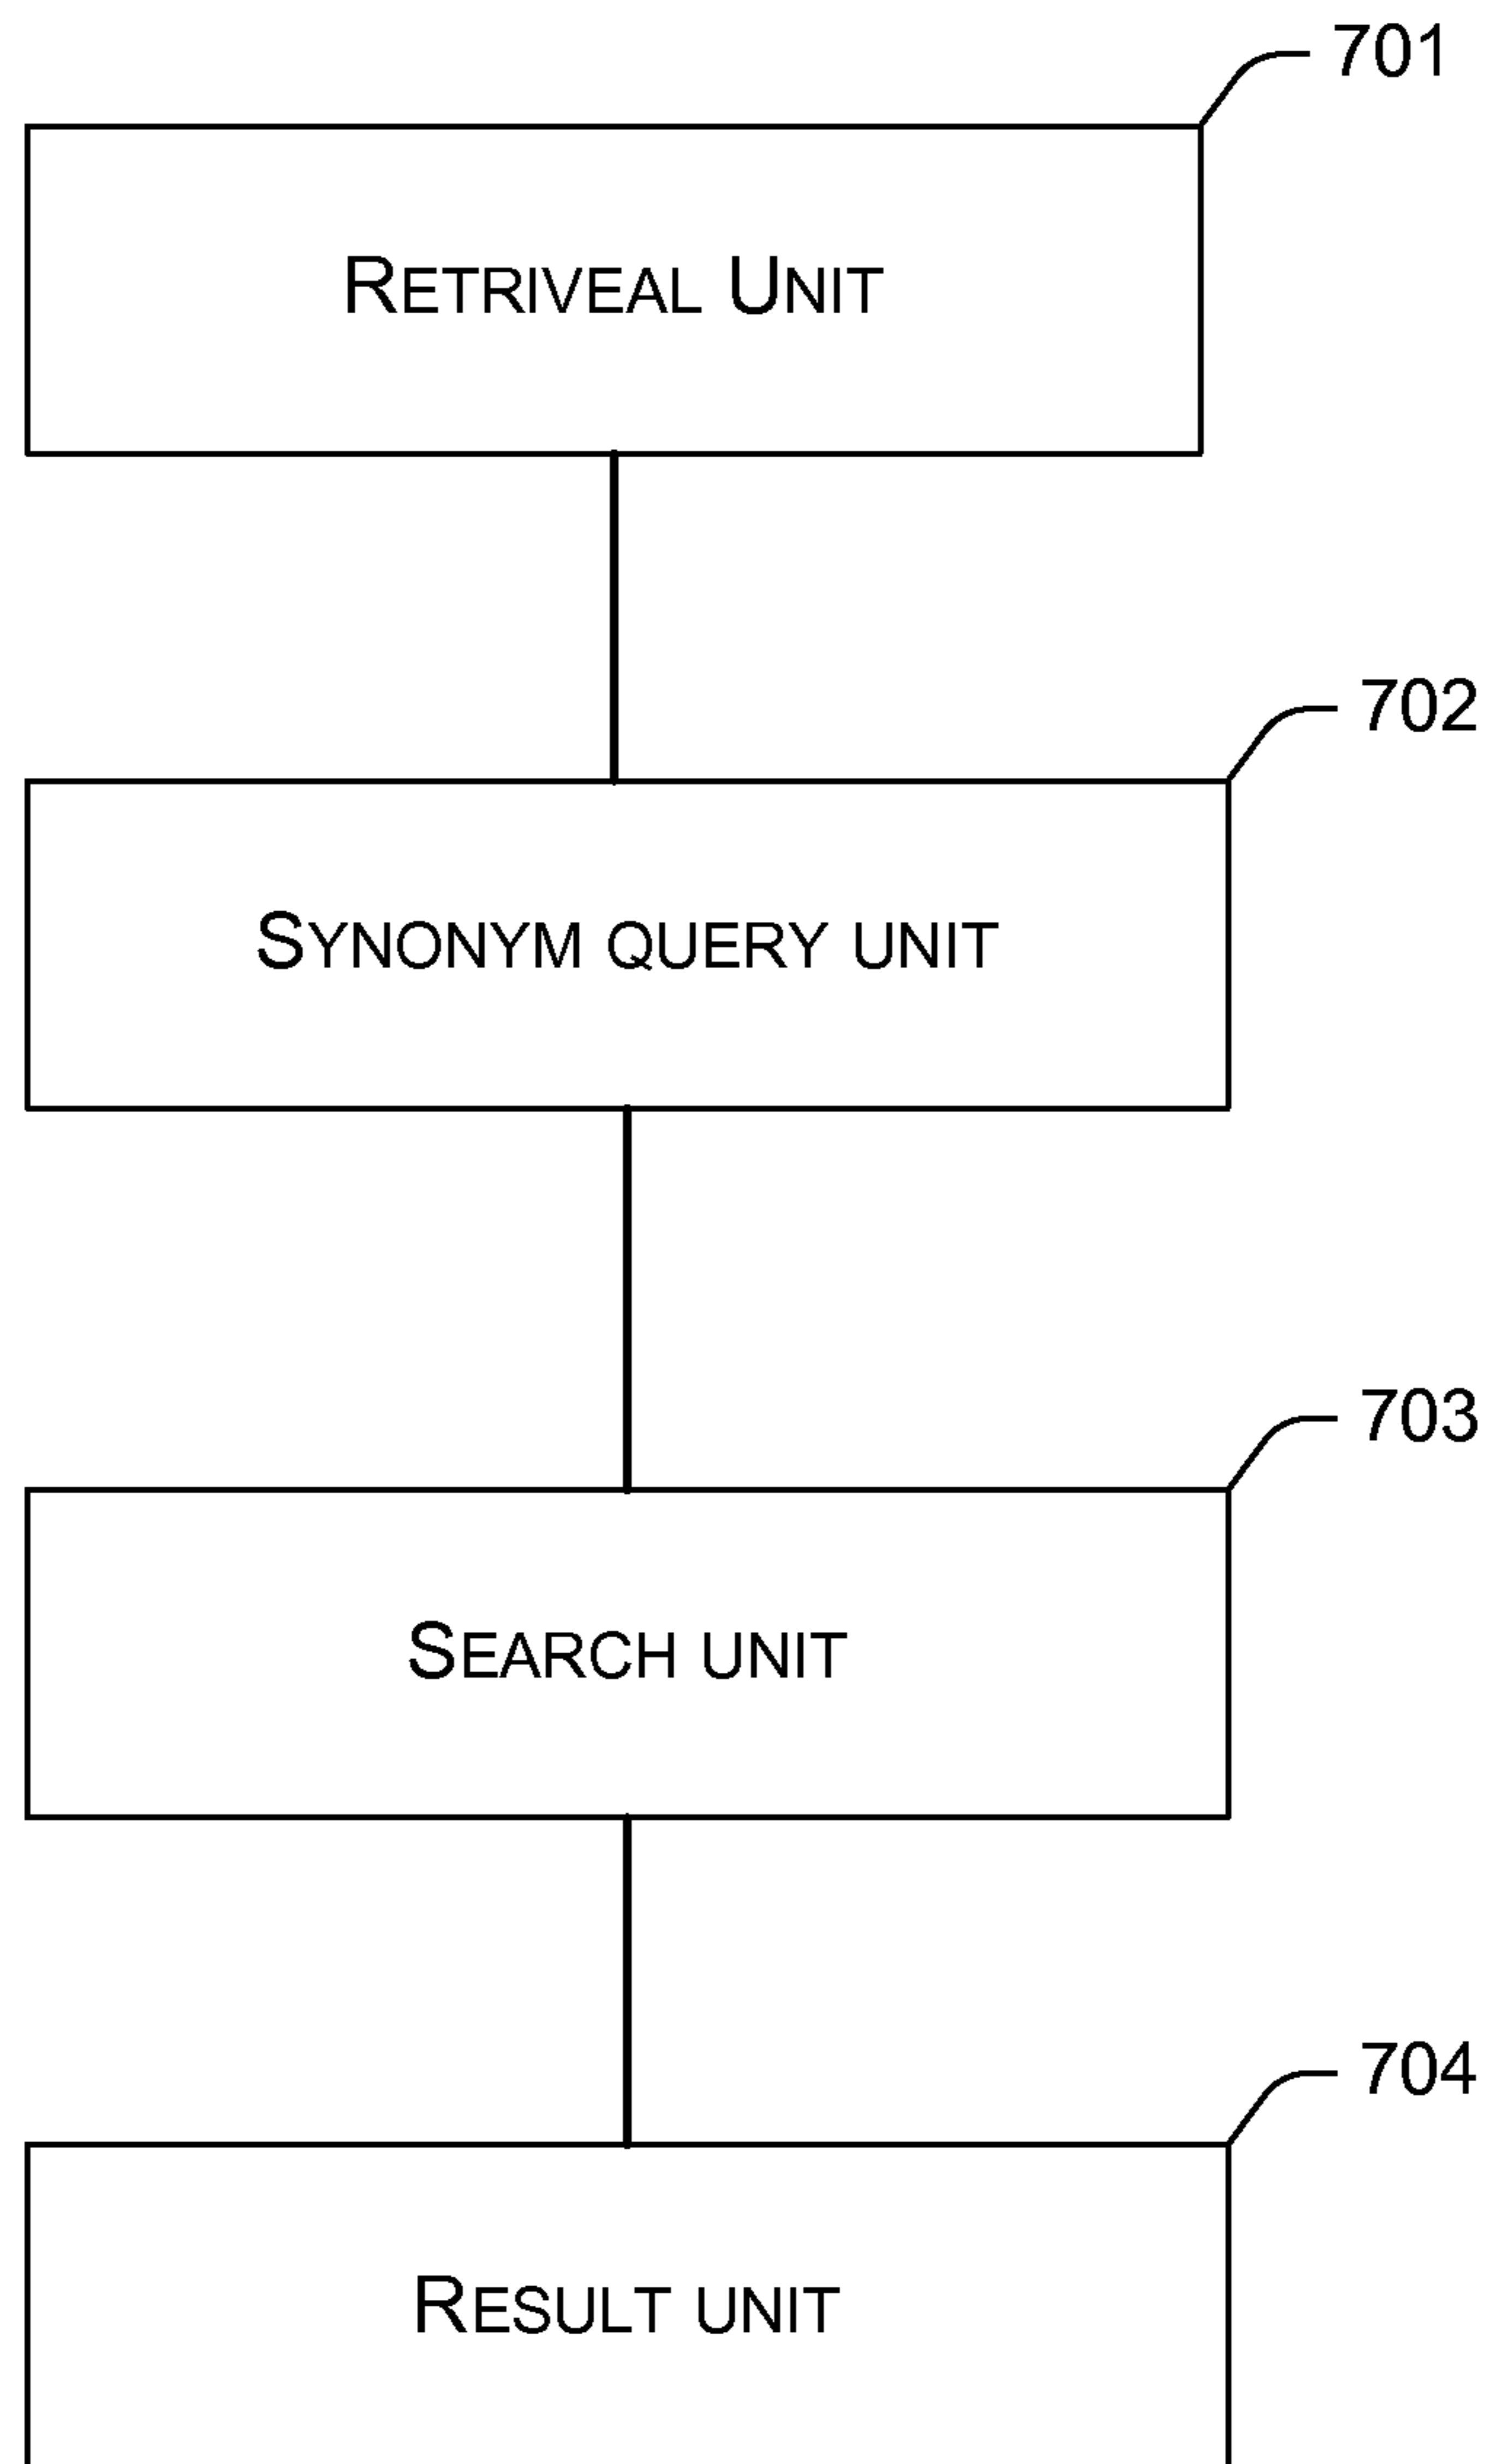 701
RETRIVEAL UNIT
702
SYNONYM QUERY UNIT
703
SEARCH UNIT
704
RESULT UNIT